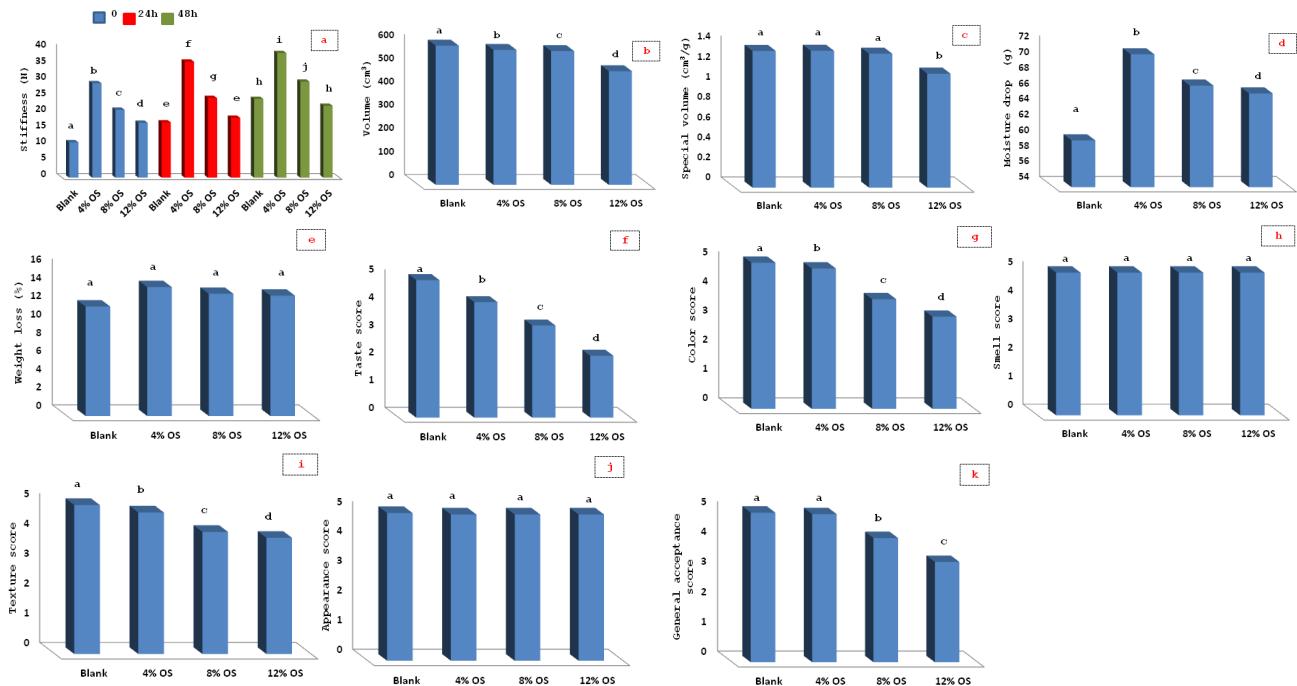 0 24h 48h
a
stiffness (N)
40
35
30
25
20
15
10
5
0
a b c d e f g e h i j h
Blank 4% OS 8% OS 12% OS Blank 4% OS 8% OS 12% OS Blank 4% OS 8% OS 12% OS
b
Volume (cm³)
600
500
400
300
200
100
0
a b c d
Blank 4% OS 8% OS 12% OS
c
Special volume (cm³/g)
1.4
1.2
1
0.8
0.6
0.4
0.2
0
a a a b
Blank 4% OS 8% OS 12% OS
d
Moisture drop (g)
72
70
68
66
64
62
60
58
56
54
a b c d
Blank 4% OS 8% OS 12% OS
e
Weight loss (%)
16
14
12
10
8
6
4
2
0
a a a a
Blank 4% OS 8% OS 12% OS
f
Taste score
5
4
3
2
1
0
a b c d
Blank 4% OS 8% OS 12% OS
g
Color score
5
4
3
2
1
0
a b c d
Blank 4% OS 8% OS 12% OS
h
Smell score
5
4
3
2
1
0
a a a a
Blank 4% OS 8% OS 12% OS
i
Texture score
5
4
3
2
1
0
a b c d
Blank 4% OS 8% OS 12% OS
j
Appearance score
5
4
3
2
1
0
a a a a
Blank 4% OS 8% OS 12% OS
k
General acceptance
score
5
4
3
2
1
0
a a b c
Blank 4% OS 8% OS 12% OS